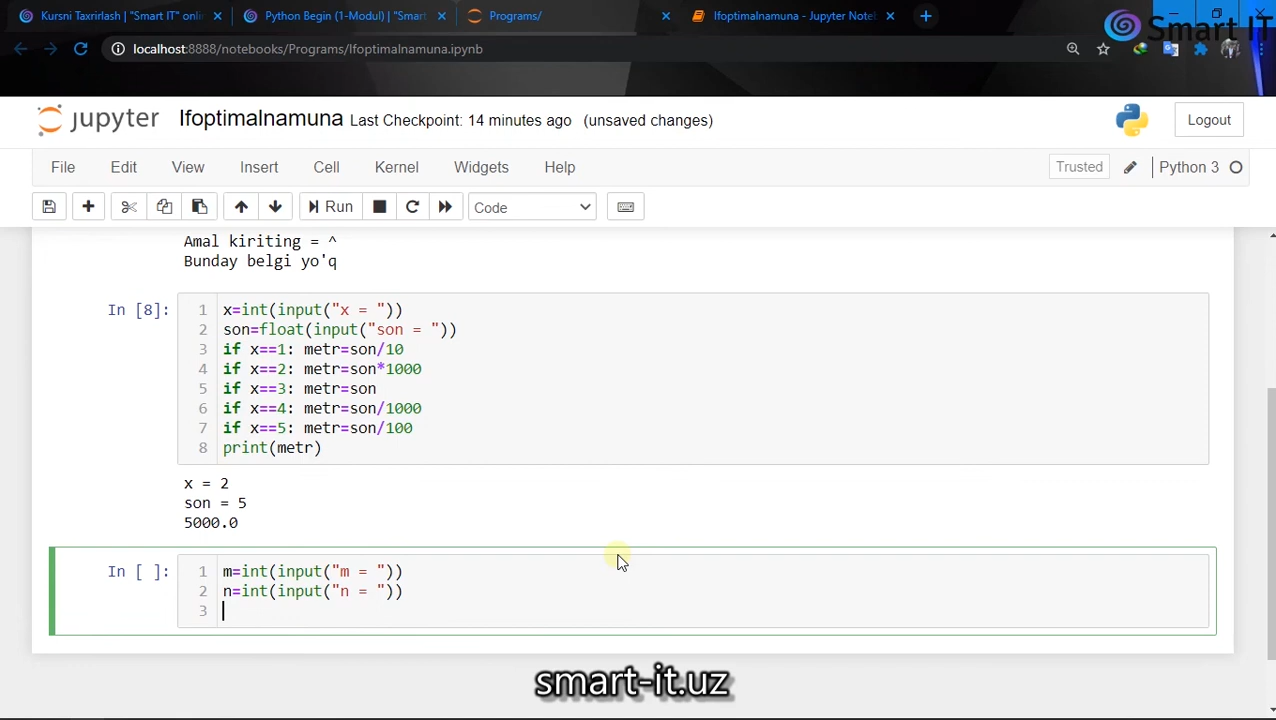 Kursni Taxrirlash | "Smart IT" onli
Python Begin (1-Modul) | "Smart
Programs/
Ifoptimalnamuna - Jupyter Note
Smart IT
localhost:8888/notebooks/Programs/Ifoptimalnamuna.ipynb
jupyter Ifoptimalnamuna Last Checkpoint: 14 minutes ago (unsaved changes)
Logout
File Edit View Insert Cell Kernel Widgets Help
Trusted
Python 3
Run
Code
Amal kiriting = ^
Bunday belgi yo'q
In [8]:
1 x=int(input("x = "))
2 son=float(input("son = "))
3 if x==1: metr=son/10
4 if x==2: metr=son*1000
5 if x==3: metr=son
6 if x==4: metr=son/1000
7 if x==5: metr=son/100
8 print(metr)
x = 2
son = 5
5000.0
In [ ]:
1 m=int(input("m = "))
2 n=int(input("n = "))
3
smart-it.uz